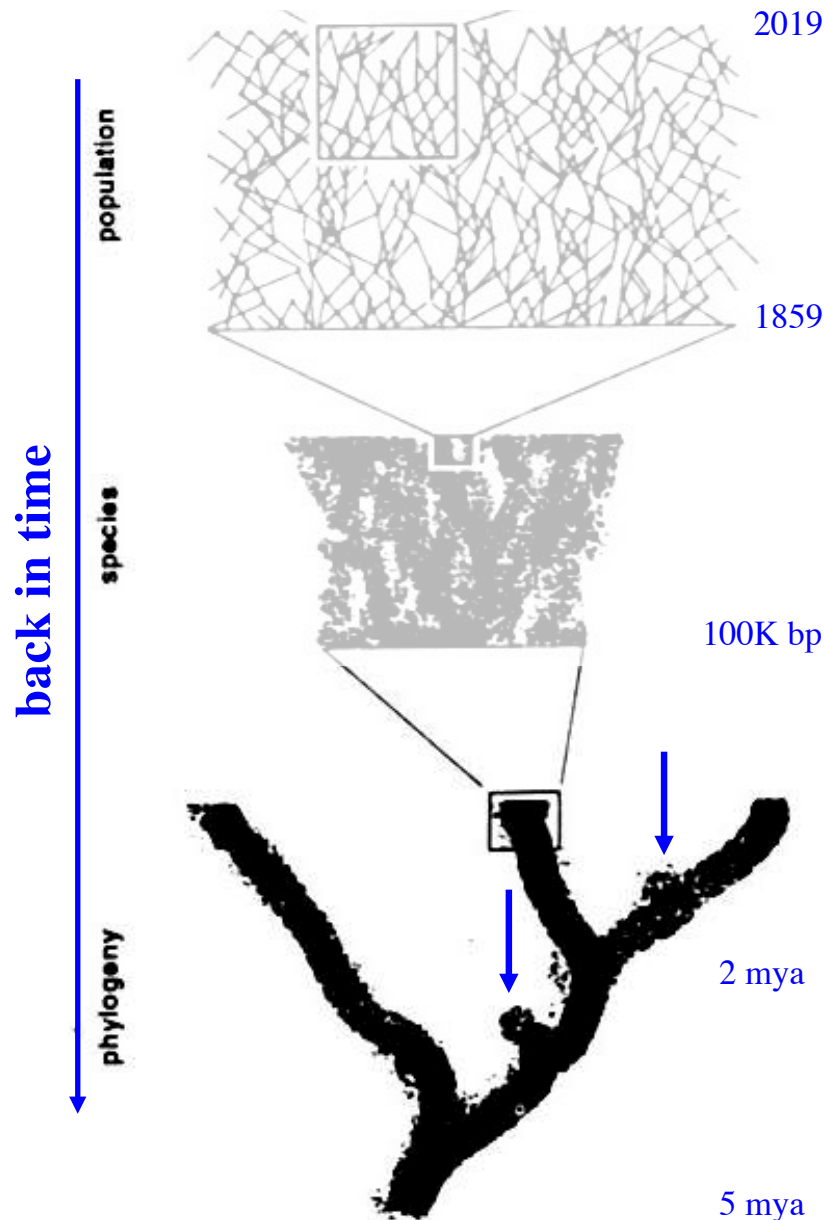 2019
population
1859
back in time
species
100K bp
phylogeny
2 mya
5 mya